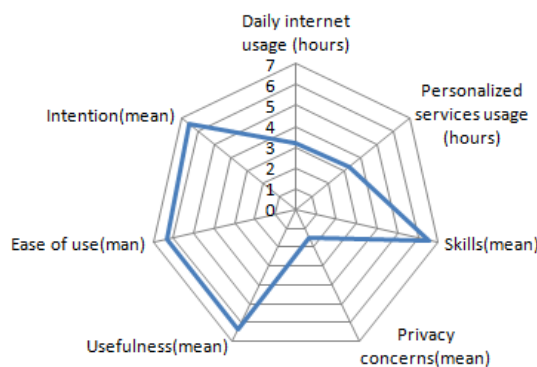 Daily internet
usage (hours)
7
6
5
4
3
2
1
0
Personalized
services usage
(hours)
Skills(mean)
Privacy
concerns(mean)
Usefulness(mean)
Ease of use(man)
Intention(mean)